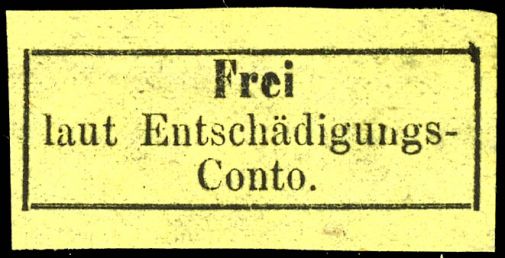 Frei
laut Entschädigungs-
Conto.